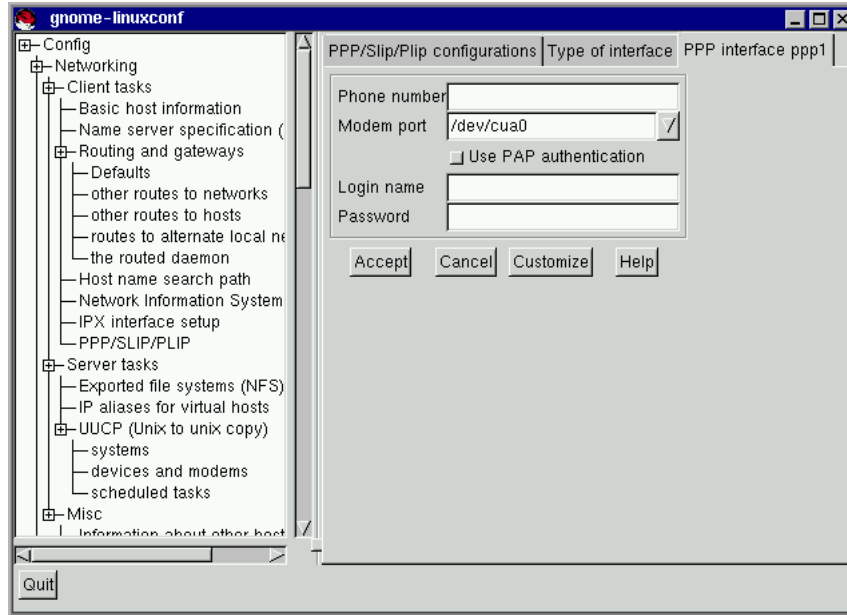 gnome-linuxconf
Config
Networking
Client tasks
Basic host information
Name server specification (
Routing and gateways
Defaults
other routes to networks
other routes to hosts
routes to alternate local ne
the routed daemon
Host name search path
Network Information System
IPX interface setup
PPP/SLIP/PLIP
Server tasks
Exported file systems (NFS)
IP aliases for virtual hosts
UUCP (Unix to unix copy)
systems
devices and modems
scheduled tasks
Misc
Information about other host
Quit
PPP/Slip/Plip configurations
Type of interface
PPP interface ppp1
Phone number
Modem port /dev/cua0
Use PAP authentication
Login name
Password
Accept Cancel Customize Help